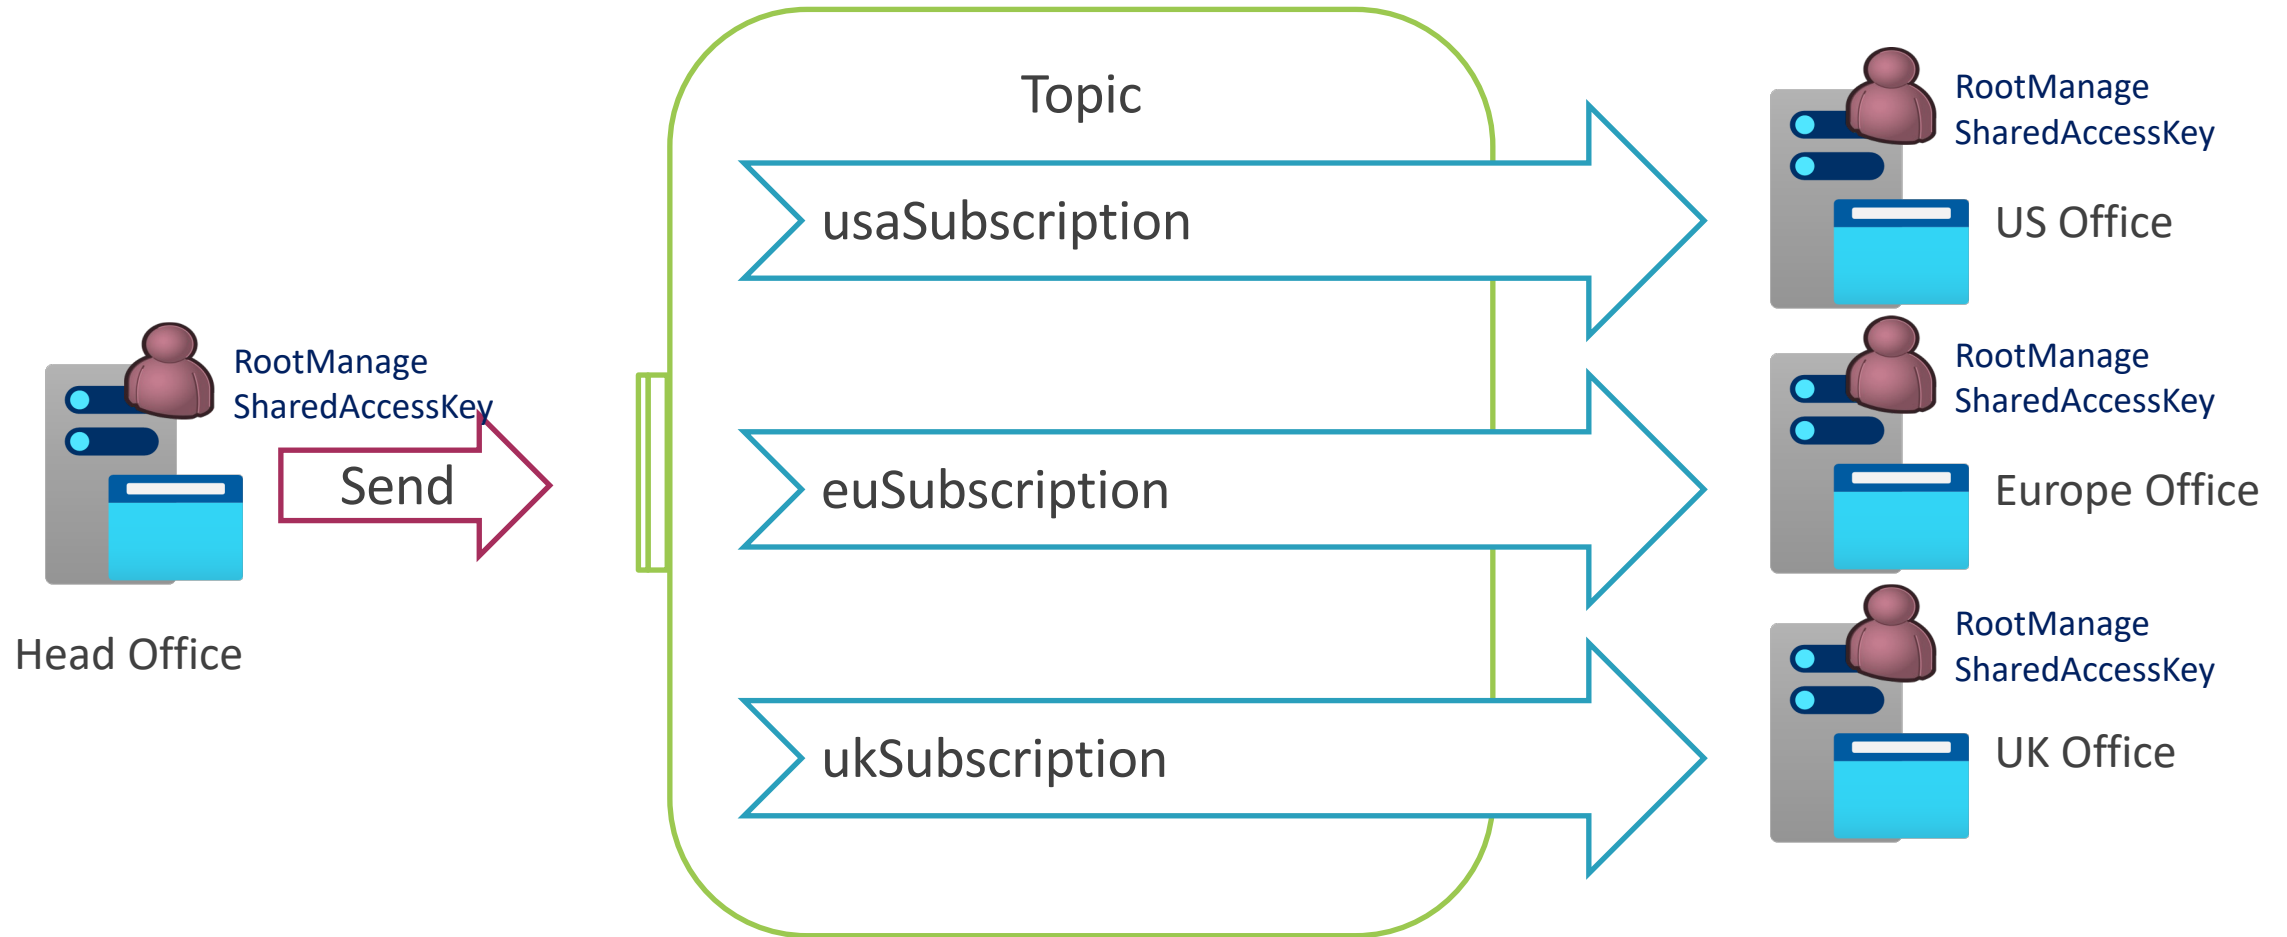 Topic
RootManage
SharedAccessKey
usaSubscription
US Office
RootManage
SharedAccessKey
Send
RootManage
SharedAccessKey
euSubscription
Europe Office
Head Office
RootManage
SharedAccessKey
ukSubscription
UK Office